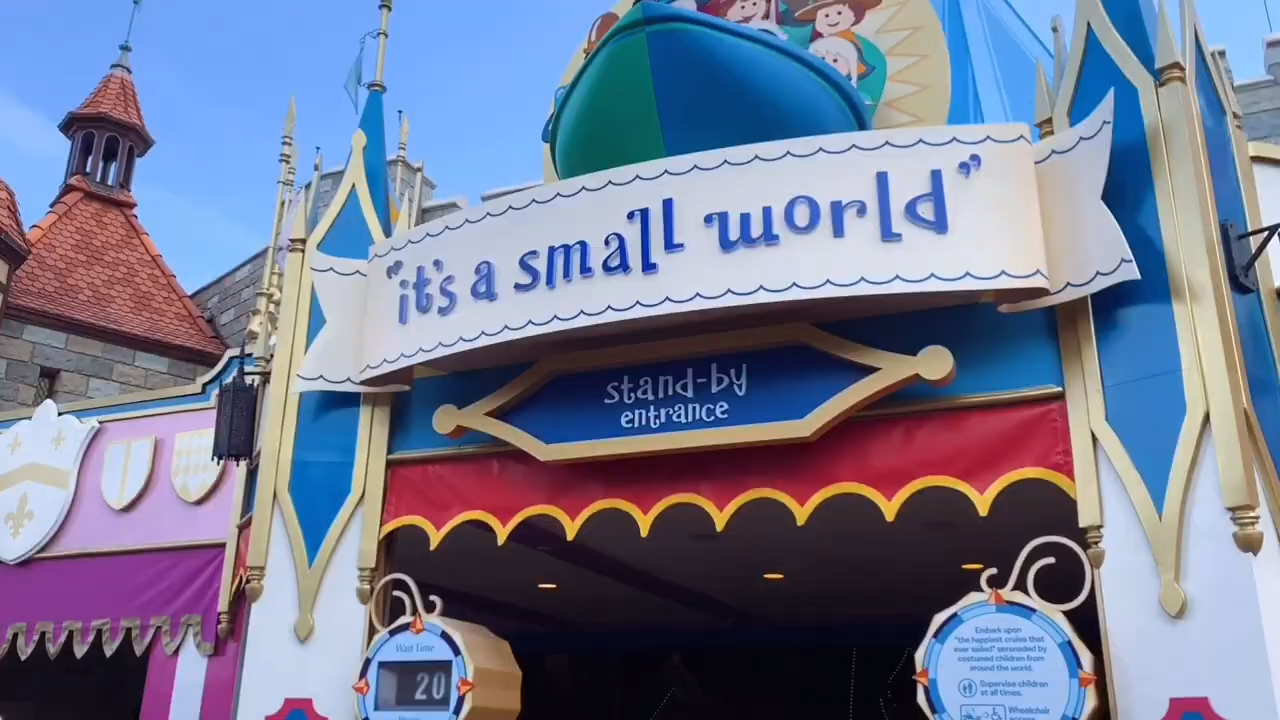 "it's a small world"
stand-by
entrance
Wait Time
20
Embark upon
"the happiest cruise that
ever sailed" serenaded by
costumed children from
around the world.
Supervise children
at all times.
Wheelchair
access